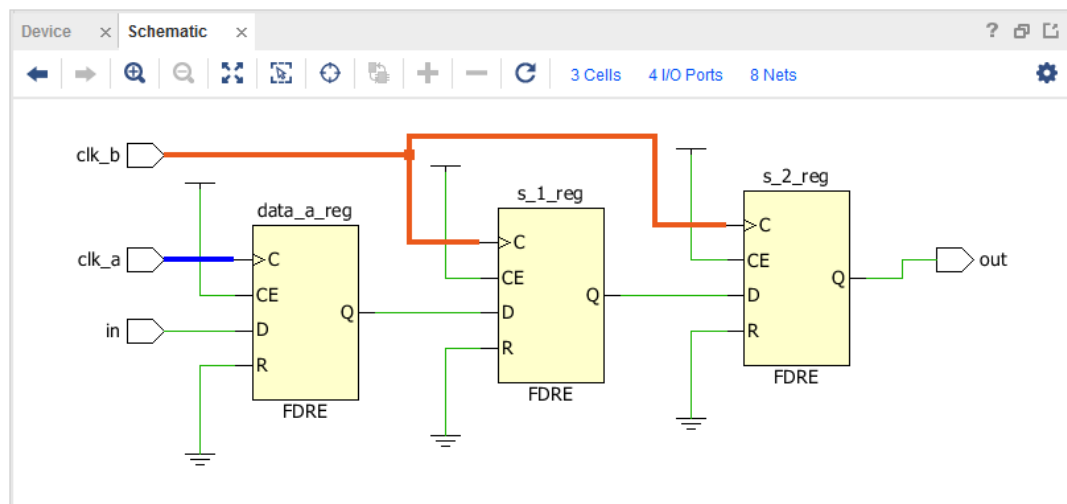 Device × Schematic ×
?
3 Cells 4 I/O Ports 8 Nets
clk_b
clk_a
in
data_a_reg
C
CE
D
R
Q
FDRE
s_1_reg
C
CE
D
R
Q
FDRE
s_2_reg
C
CE
D
R
Q
FDRE
out